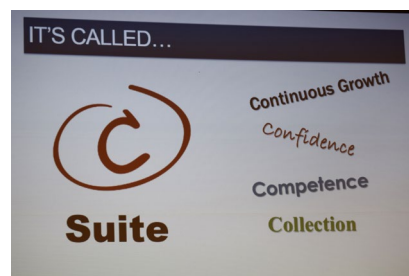 IT'S CALLED...
C
Suite
Continuous Growth
Confidence
Competence
Collection